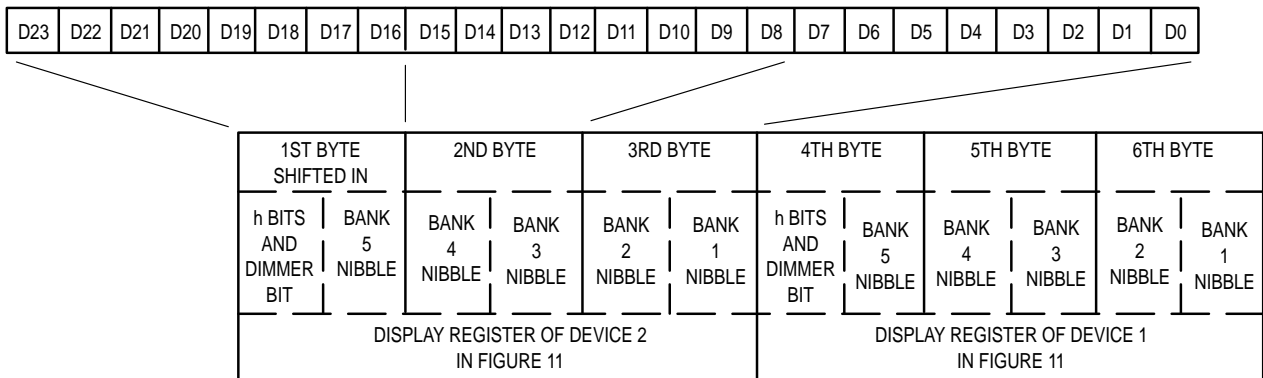 D23 D22 D21 D20 D19 D18 D17 D16 D15 D14 D13 D12 D11 D10 D9 D8 D7 D6 D5 D4 D3 D2 D1 D0
1ST BYTE
SHIFTED IN
2ND BYTE
3RD BYTE
4TH BYTE
5TH BYTE
6TH BYTE
h BITS
AND
DIMMER
BIT
BANK
5
NIBBLE
BANK
4
NIBBLE
BANK
3
NIBBLE
BANK
2
NIBBLE
BANK
1
NIBBLE
h BITS
AND
DIMMER
BIT
BANK
5
NIBBLE
BANK
4
NIBBLE
BANK
3
NIBBLE
BANK
2
NIBBLE
BANK
1
NIBBLE
DISPLAY REGISTER OF DEVICE 2
IN FIGURE 11
DISPLAY REGISTER OF DEVICE 1
IN FIGURE 11